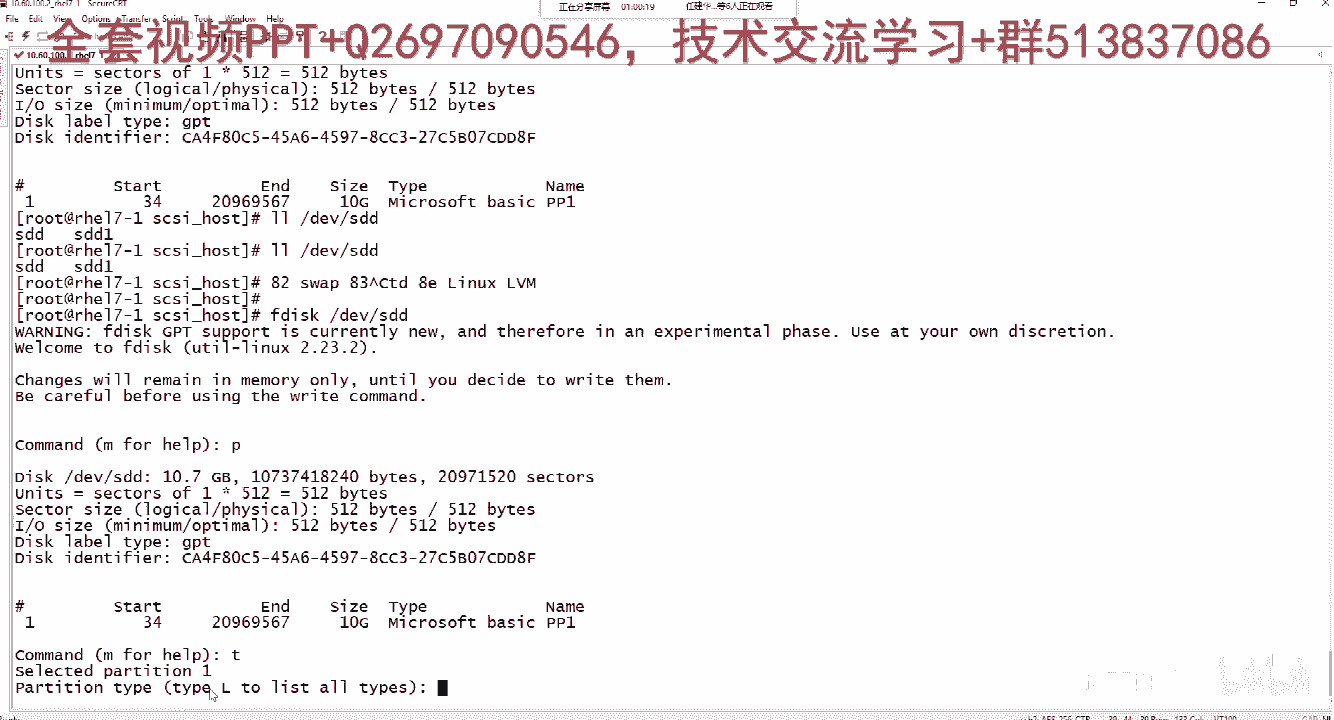 10.60.100.2_rhel7 - SecureCRT
正在分享屏幕 01:00:19 任建华...等6人正在观看
File Edit View Options Transfer Script Tools Window Help
全套视频PPT+Q2697090546，技术交流学习+群513837086
Units = sectors of 1 * 512 = 512 bytes
Sector size (logical/physical): 512 bytes / 512 bytes
I/O size (minimum/optimal): 512 bytes / 512 bytes
Disk label type: gpt
Disk identifier: CA4F80C5-45A6-4597-8CC3-27C5B07CDD8F
# Start End Size Type Name
1 34 20969567 10G Microsoft basic PP1
[root@rhel7-1 scsi_host]# ll /dev/sdd
sdd sdd1
[root@rhel7-1 scsi_host]# ll /dev/sdd
sdd sdd1
[root@rhel7-1 scsi_host]# 82 swap 83^Ctd 8e Linux LVM
[root@rhel7-1 scsi_host]#
[root@rhel7-1 scsi_host]# fdisk /dev/sdd
WARNING: fdisk GPT support is currently new, and therefore in an experimental phase. Use at your own discretion.
Welcome to fdisk (util-linux 2.23.2).
Changes will remain in memory only, until you decide to write them.
Be careful before using the write command.
Command (m for help): p
Disk /dev/sdd: 10.7 GB, 10737418240 bytes, 20971520 sectors
Units = sectors of 1 * 512 = 512 bytes
Sector size (logical/physical): 512 bytes / 512 bytes
I/O size (minimum/optimal): 512 bytes / 512 bytes
Disk label type: gpt
Disk identifier: CA4F80C5-45A6-4597-8CC3-27C5B07CDD8F
# Start End Size Type Name
1 34 20969567 10G Microsoft basic PP1
Command (m for help): t
Selected partition 1
Partition type (type L to list all types):